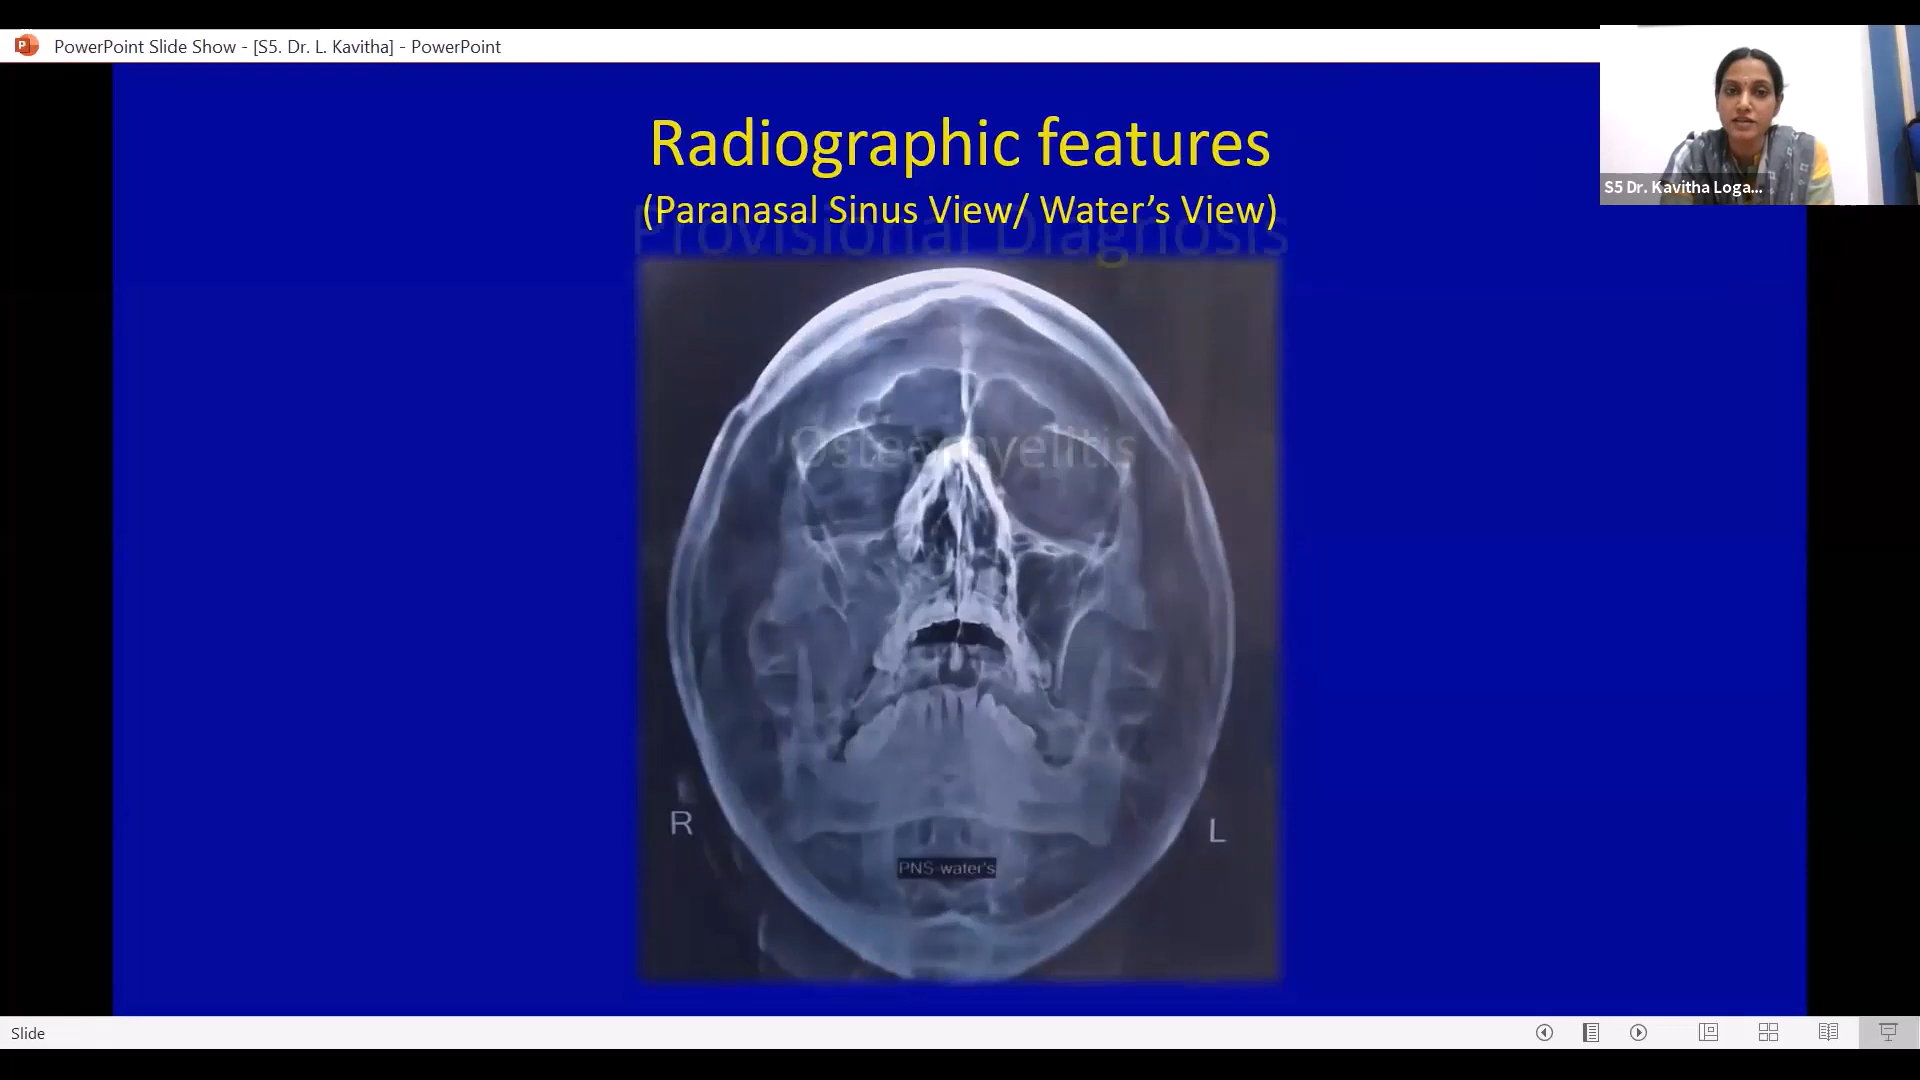 PowerPoint Slide Show - [S5. Dr. L. Kavitha] - PowerPoint
S5 Dr. Kavitha Loga...
Radiographic features
(Paranasal Sinus View/ Water’s View)
Provisional Diagnosis
Osteomyelitis
R
L
PNS-water's
Slide